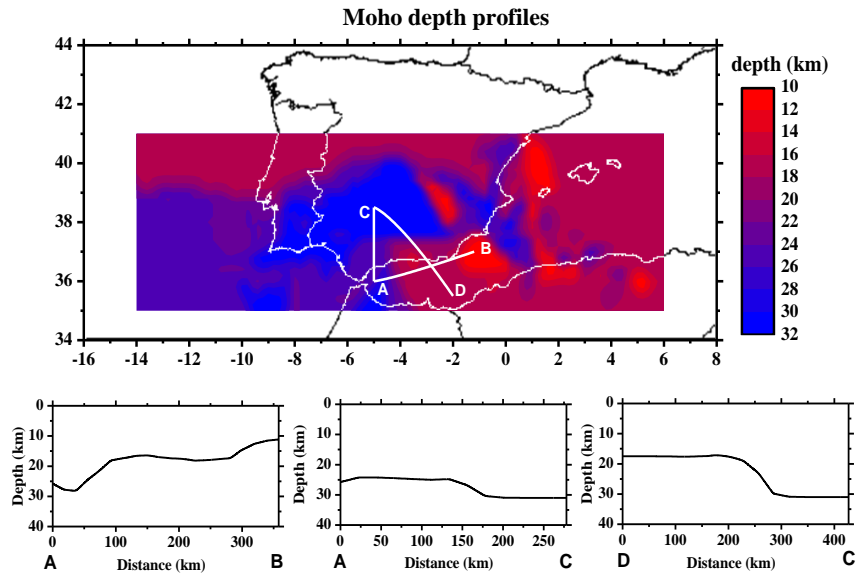 Moho depth profiles
depth (km)
44
42
40
38
36
34
-16 -14 -12 -10 -8 -6 -4 -2 0 2 4 6 8
C
B
A
D
10
12
14
16
18
20
22
24
26
28
30
32
0
10
20
30
40
Depth (km)
0 100 200 300
A Distance (km) B
0
10
20
30
40
Depth (km)
0 50 100 150 200 250
A Distance (km) C
0
10
20
30
40
Depth (km)
0 100 200 300 400
D Distance (km) C